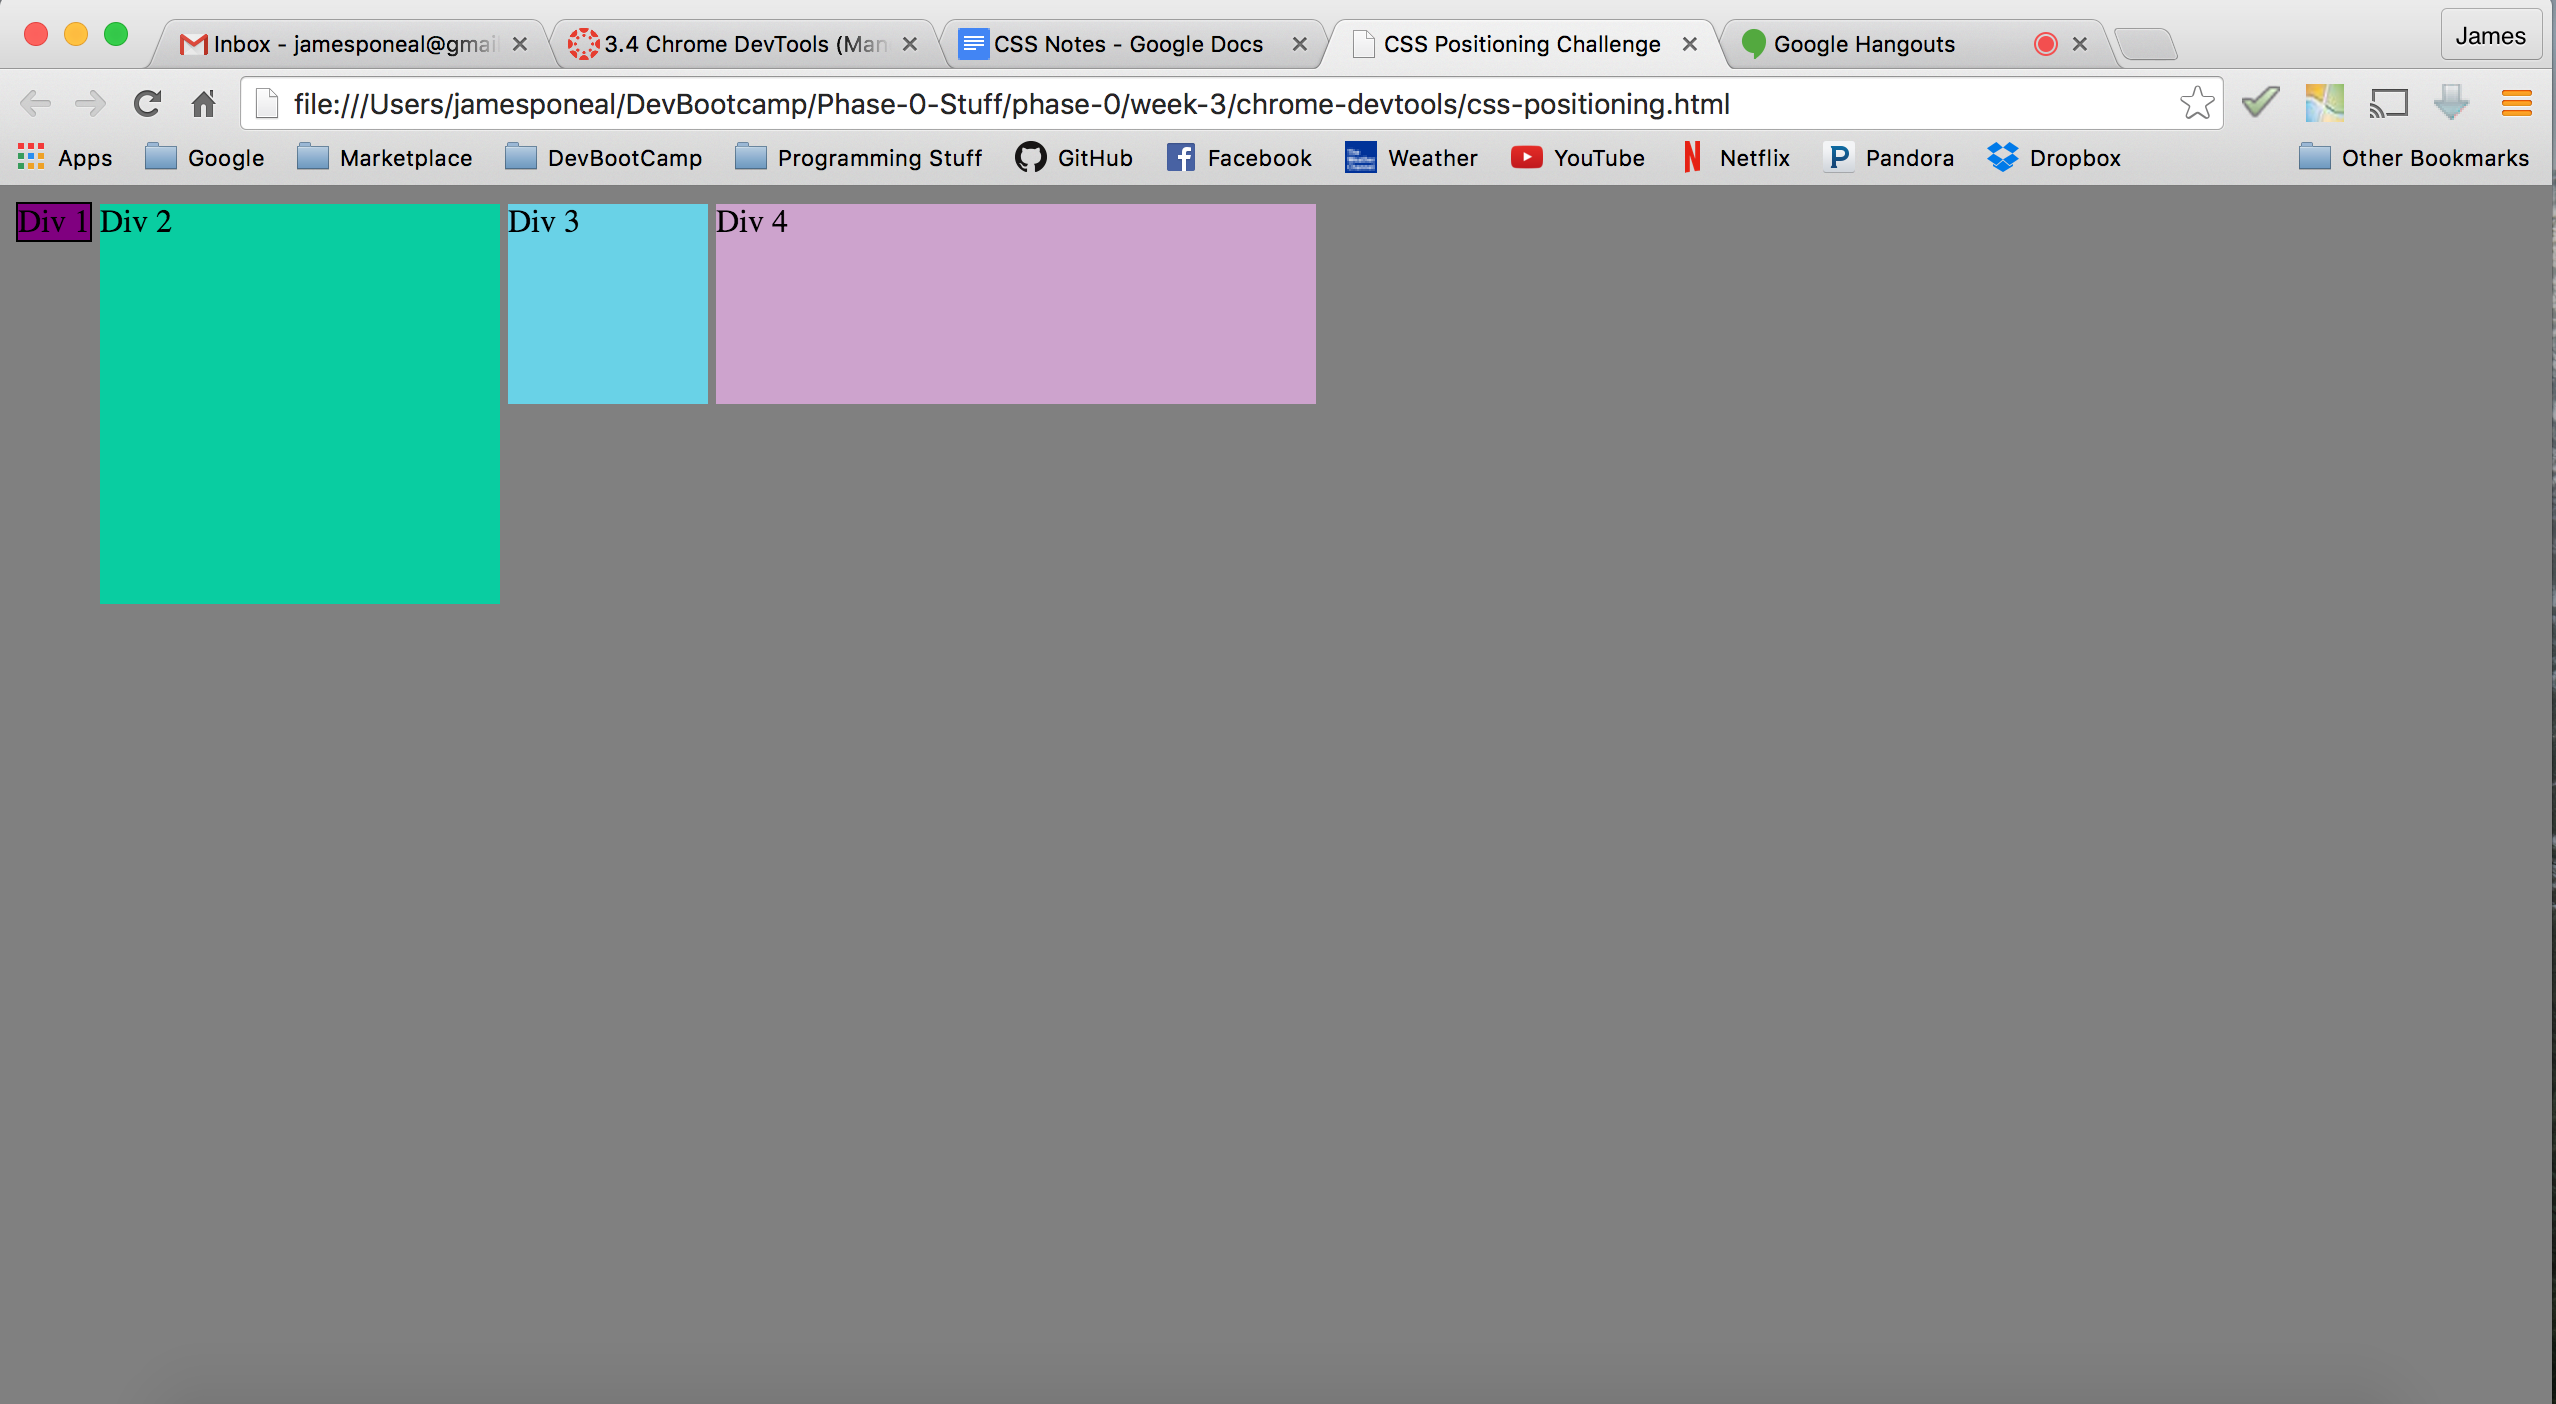 Inbox - jamesponeal@gmail
3.4 Chrome DevTools (Man
CSS Notes - Google Docs
CSS Positioning Challenge
Google Hangouts
James
file:///Users/jamesponeal/DevBootcamp/Phase-0-Stuff/phase-0/week-3/chrome-devtools/css-positioning.html
Apps Google Marketplace DevBootCamp Programming Stuff GitHub Facebook Weather YouTube Netflix Pandora Dropbox Other Bookmarks
Div 1 Div 2 Div 3 Div 4